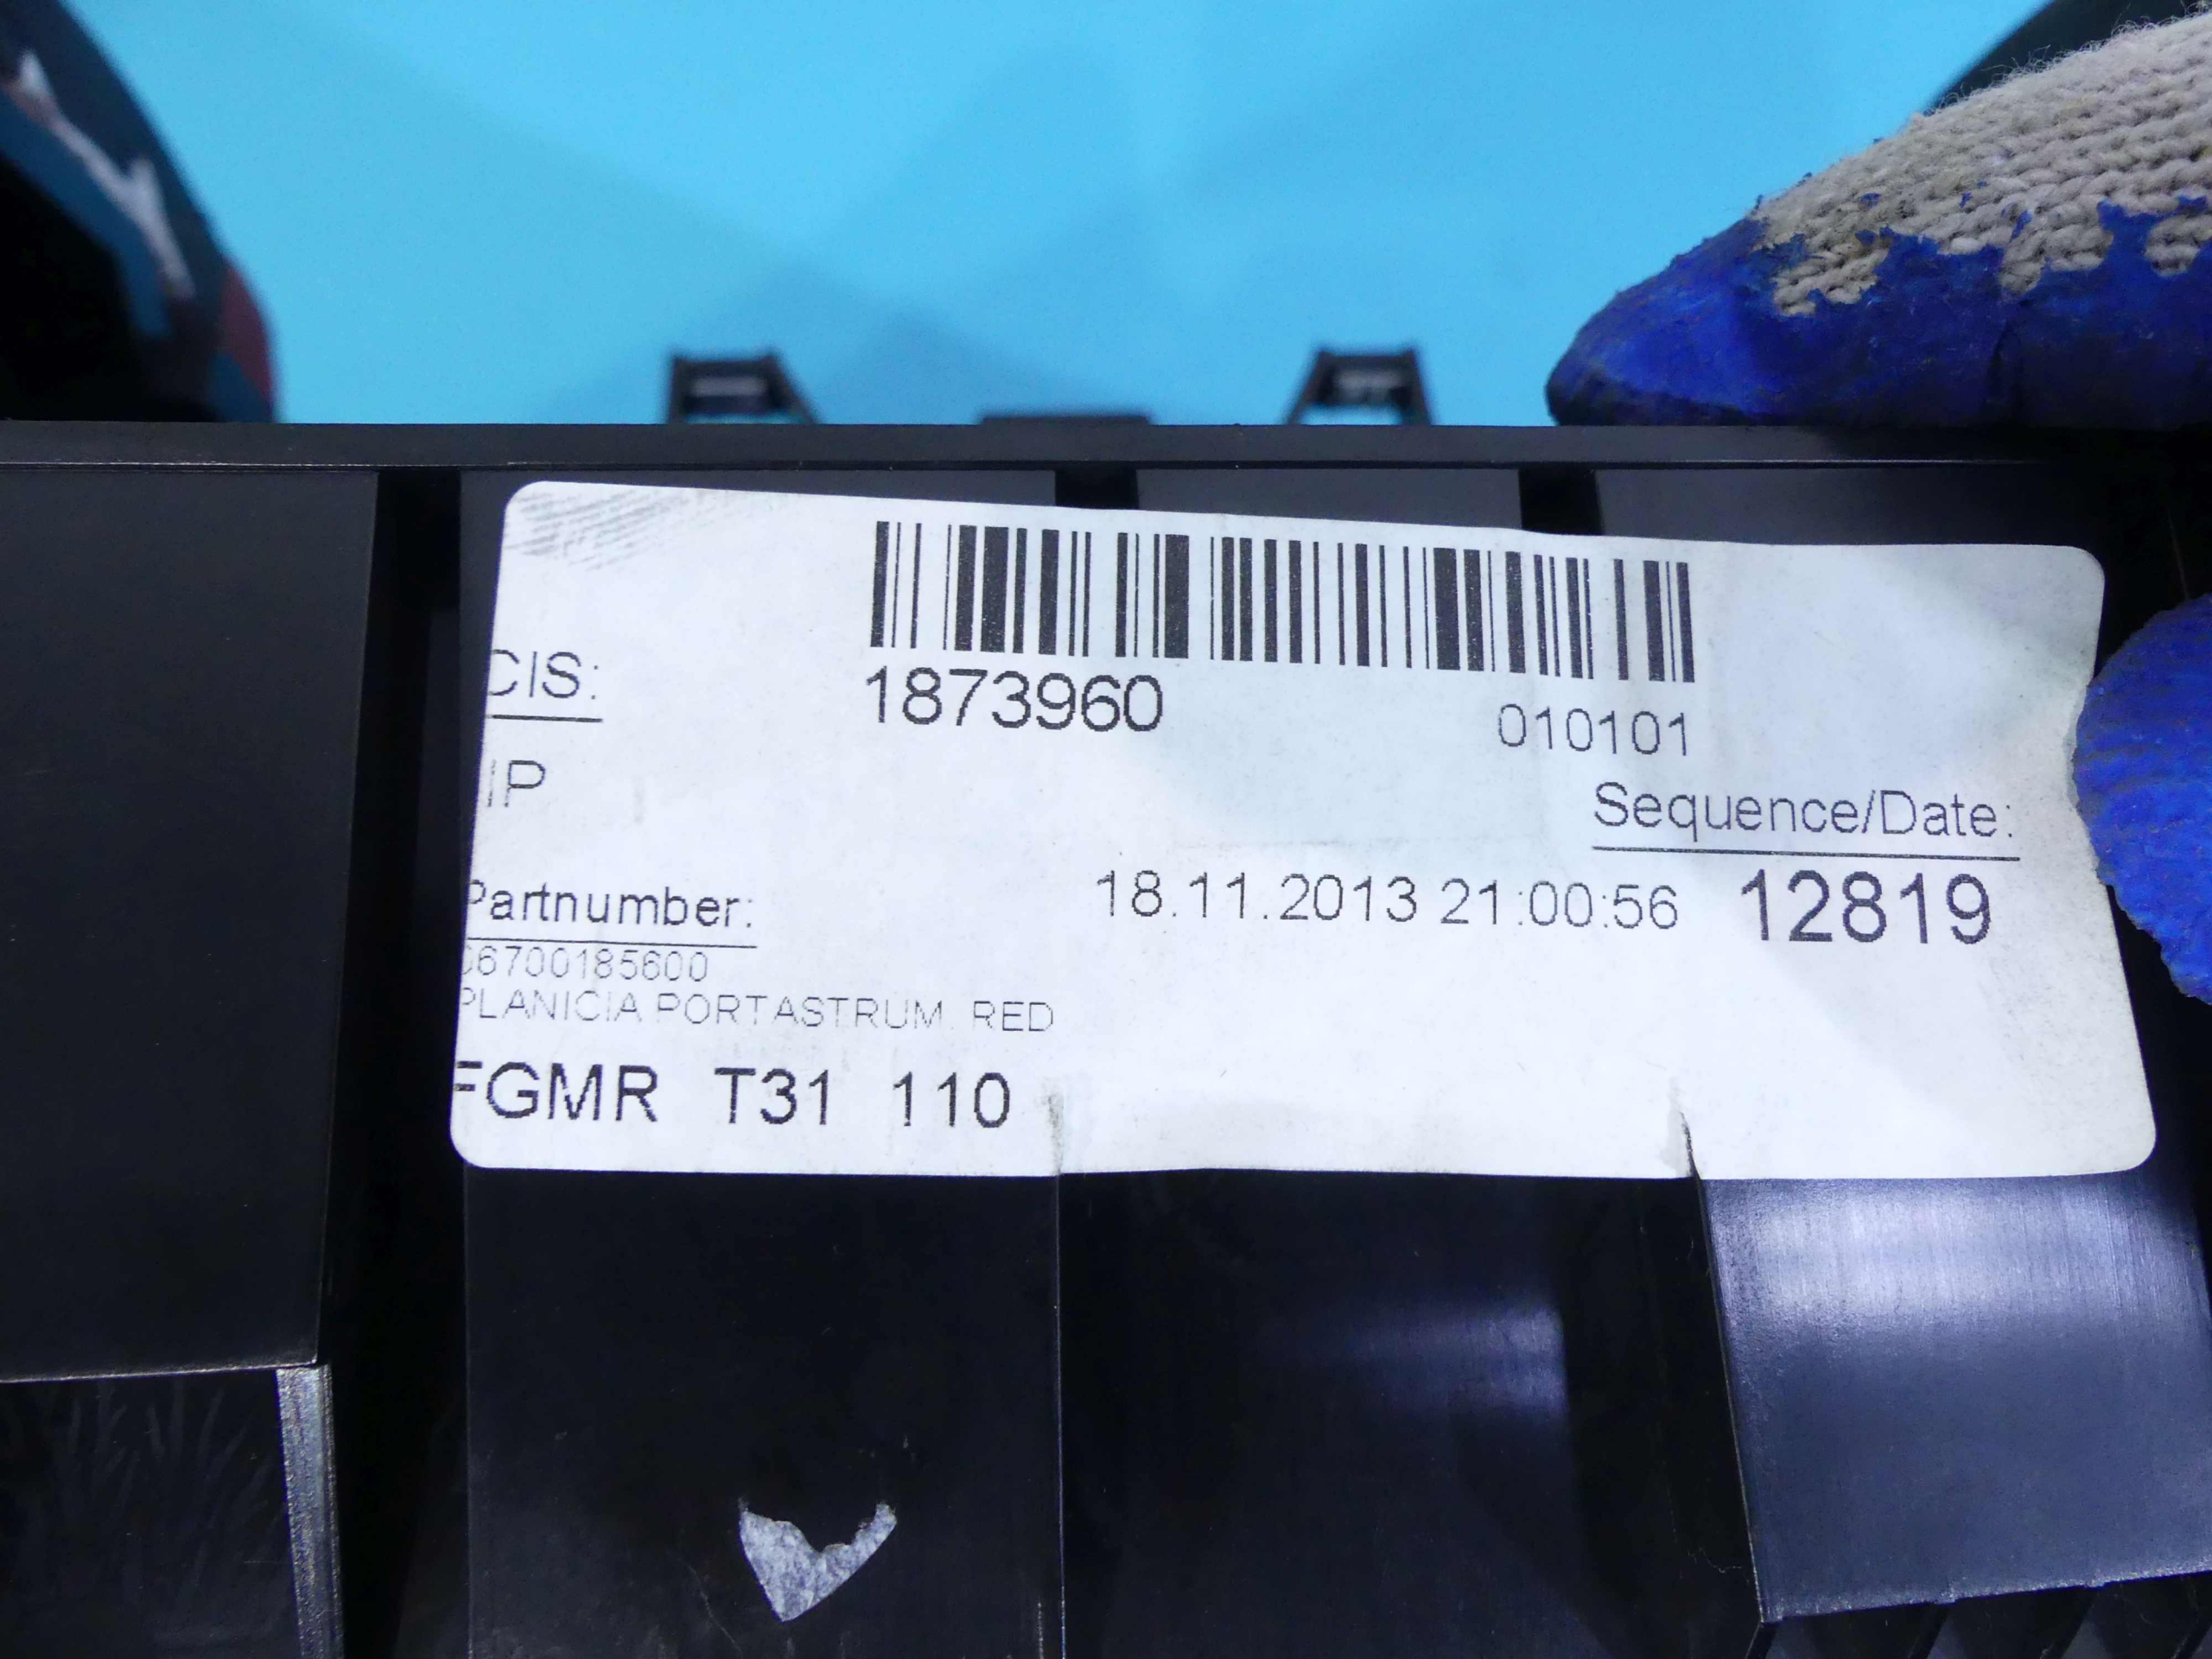 CIS:
1873960
010101
IP
Sequence/Date:
Partnumber:
18.11.2013 21:00:56
12819
06700185600
PLANICIA PORTASTRUM. RED
FGMR T31 110